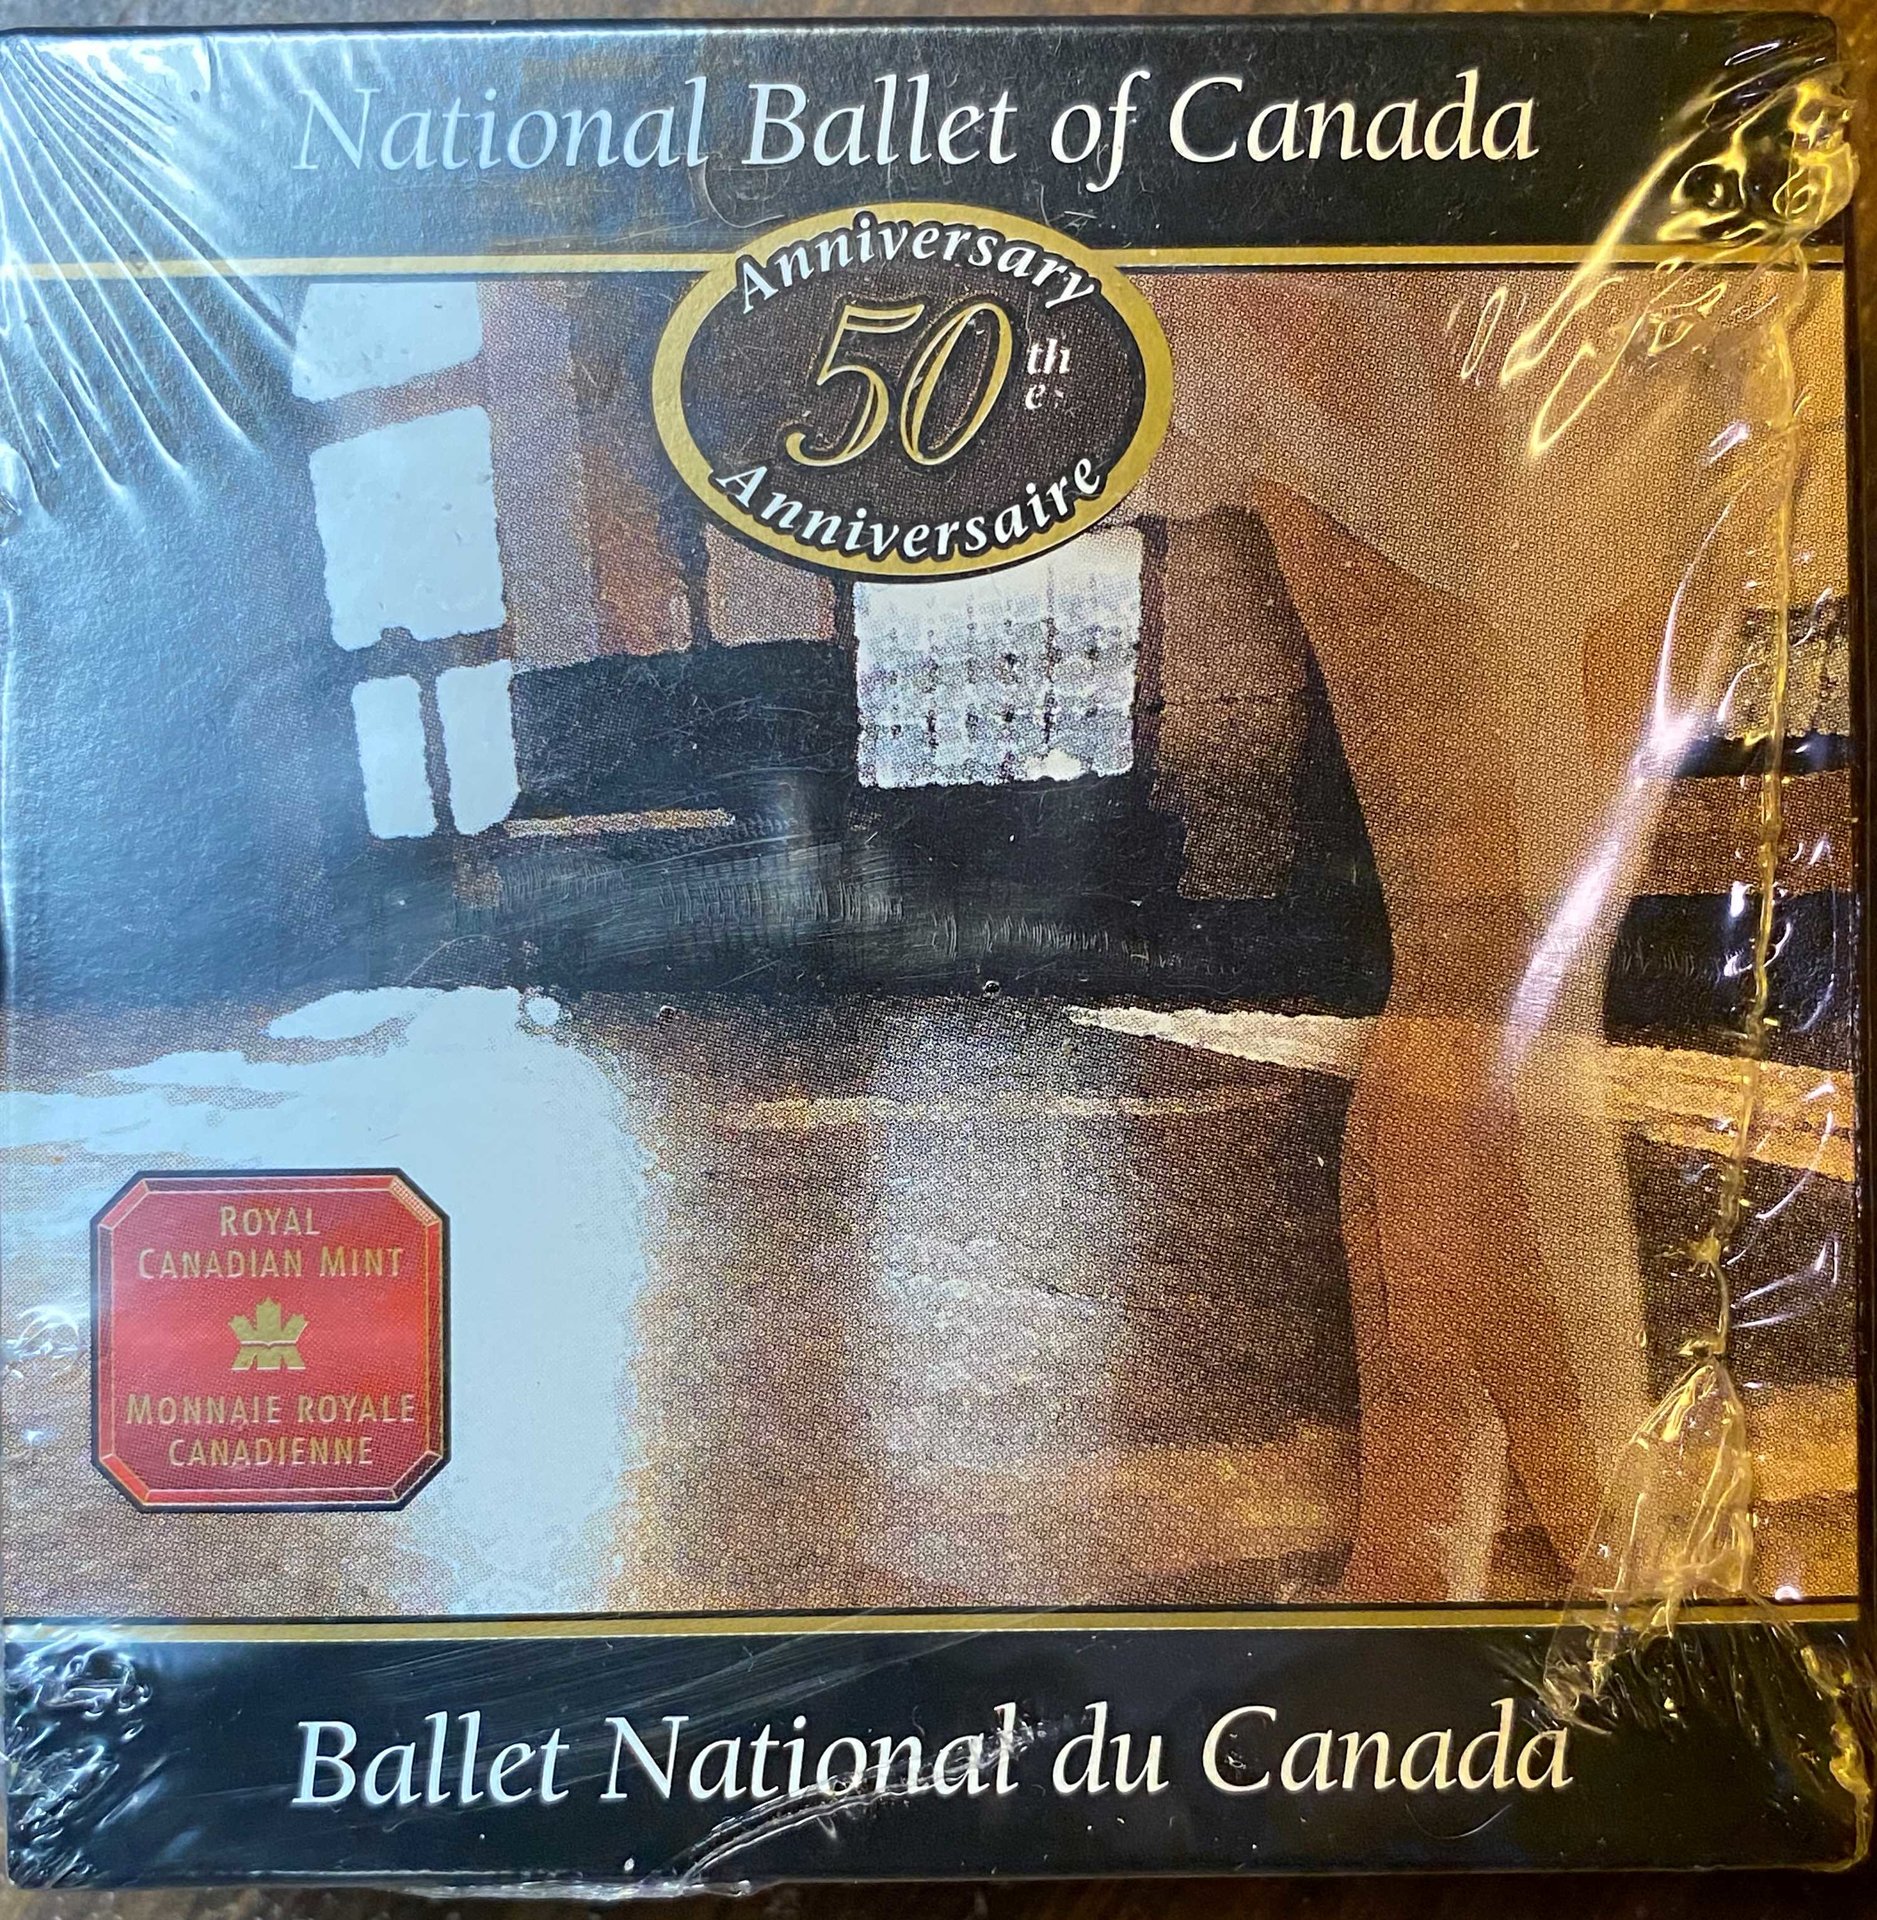 National Ballet of Canada
Anniversary
50th
e
Anniversaire
ROYAL
CANADIAN MINT
MONNAIE ROYALE
CANADIENNE
Ballet National du Canada